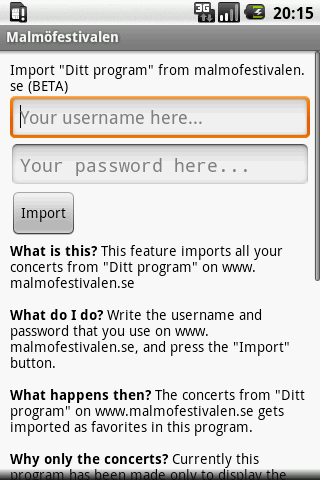 3G
20:15
Malmöfestivalen
Import "Ditt program" from malmofestivalen.
se (BETA)
Your username here...
Your password here...
Import
What is this? This feature imports all your
concerts from "Ditt program" on www.
malmofestivalen.se
What do I do? Write the username and
password that you use on www.
malmofestivalen.se, and press the "Import"
button.
What happens then? The concerts from "Ditt
program" on www.malmofestivalen.se gets
imported as favorites in this program.
Why only the concerts? Currently this
program has been made only to display the